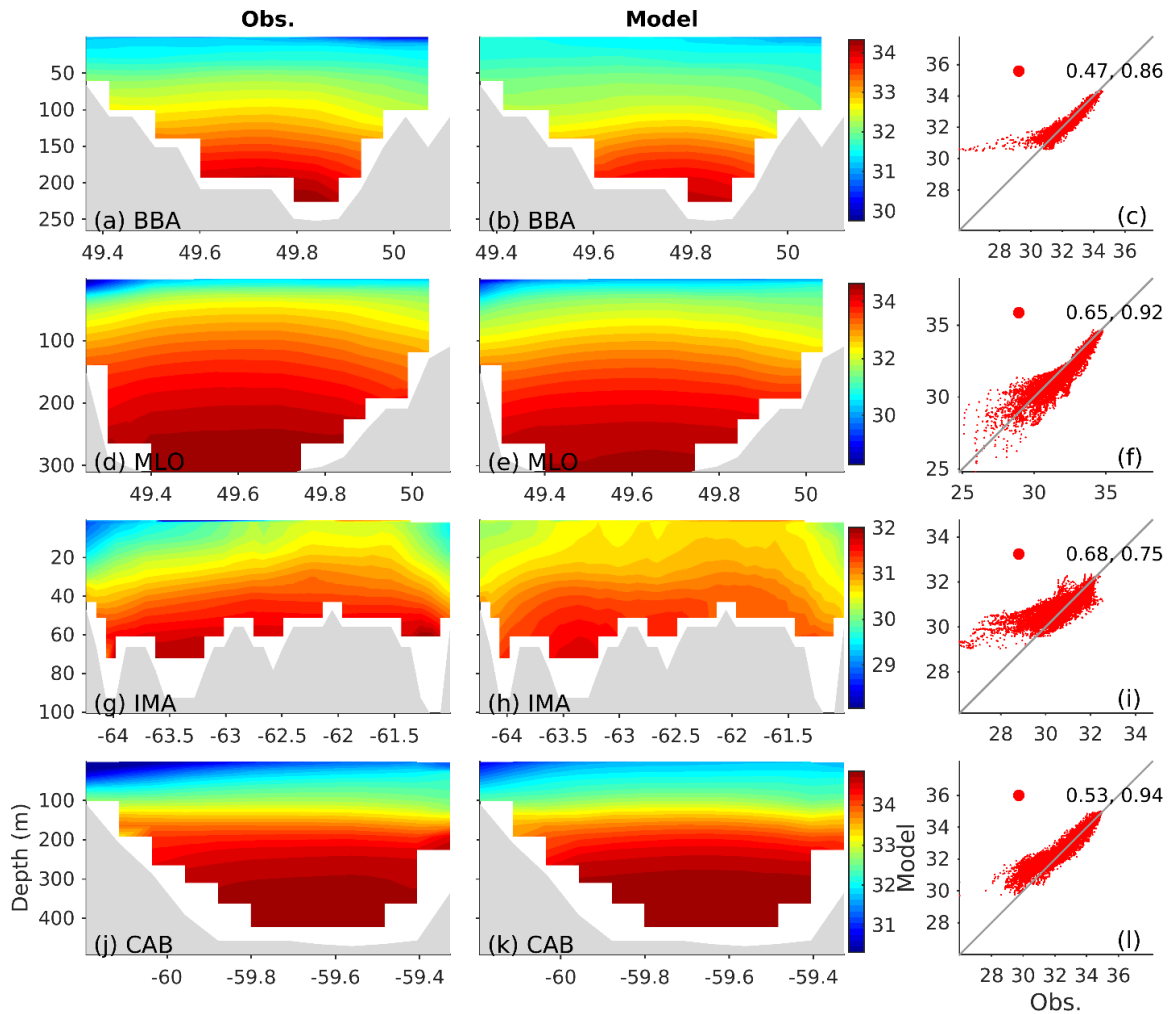 Obs. Model
50
100
150
200
250
(a) BBA
49.4 49.6 49.8 50
(b) BBA
49.4 49.6 49.8 50
34
33
32
31
30
36
34
32
30
28
0.47, 0.86
(c)
28 30 32 34 36
100
200
300
(d) MLO
49.4 49.6 49.8 50
(e) MLO
49.4 49.6 49.8 50
34
32
30
35
30
25
0.65, 0.92
(f)
25 30 35
20
40
60
80
100
(g) IMA
-64 -63.5 -63 -62.5 -62 -61.5
(h) IMA
-64 -63.5 -63 -62.5 -62 -61.5
32
31
30
29
34
32
30
28
0.68, 0.75
(i)
28 30 32 34
Depth (m)
100
200
300
400
(j) CAB
-60 -59.8 -59.6 -59.4
(k) CAB
-60 -59.8 -59.6 -59.4
34
33
32
31
Model
36
34
32
30
28
0.53, 0.94
(l)
28 30 32 34 36
Obs.